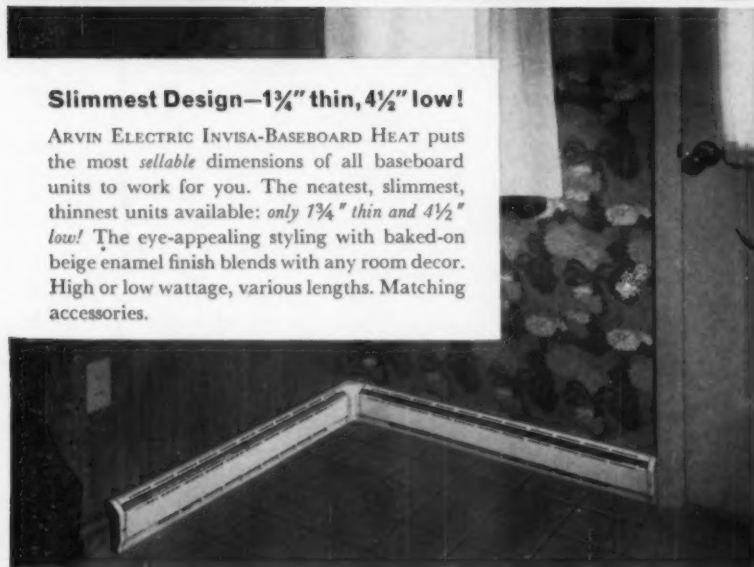 Slimmest Design—1¾" thin, 4½" low!
ARVIN ELECTRIC INVISA-BASEBOARD HEAT puts
the most sellable dimensions of all baseboard
units to work for you. The neatest, slimmest,
thinnest units available: only 1¾" thin and 4½"
low! The eye-appealing styling with baked-on
beige enamel finish blends with any room decor.
High or low wattage, various lengths. Matching
accessories.